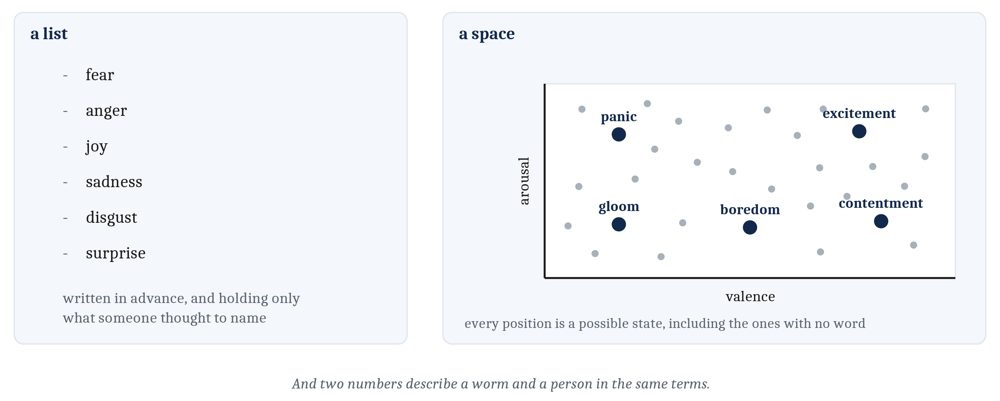 a list
- fear
- anger
- joy
- sadness
- disgust
- surprise
written in advance, and holding only
what someone thought to name
a space
panic
excitement
arousal
gloom
boredom
contentment
valence
every position is a possible state, including the ones with no word
And two numbers describe a worm and a person in the same terms.